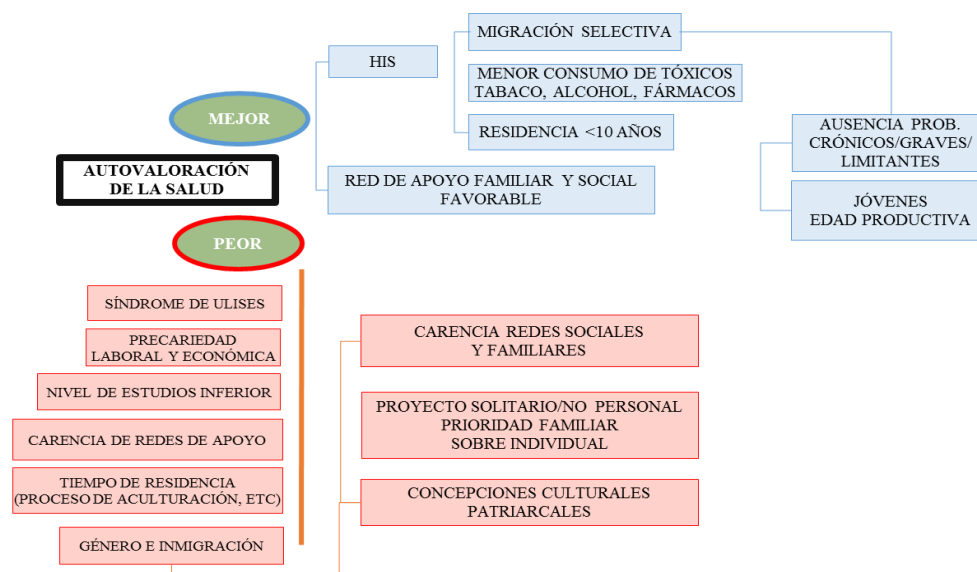 MIGRACIÓN SELECTIVA
HIS
MENOR CONSUMO DE TÓXICOS
TABACO, ALCOHOL, FÁRMACOS
MEJOR
RESIDENCIA <10 AÑOS
AUSENCIA PROB.
CRÓNICOS/GRAVES/
LIMITANTES
AUTOVALORACIÓN
DE LA SALUD
RED DE APOYO FAMILIAR Y SOCIAL
FAVORABLE
JÓVENES
EDAD PRODUCTIVA
PEOR
SÍNDROME DE ULISES
PRECARIEDAD
LABORAL Y ECONÓMICA
NIVEL DE ESTUDIOS INFERIOR
CARENCIA DE REDES DE APOYO
TIEMPO DE RESIDENCIA
(PROCESO DE ACULTURACIÓN, ETC)
GÉNERO E INMIGRACIÓN
CARENCIA REDES SOCIALES
Y FAMILIARES
PROYECTO SOLITARIO/NO PERSONAL
PRIORIDAD FAMILIAR
SOBRE INDIVIDUAL
CONCEPCIONES CULTURALES
PATRIARCALES